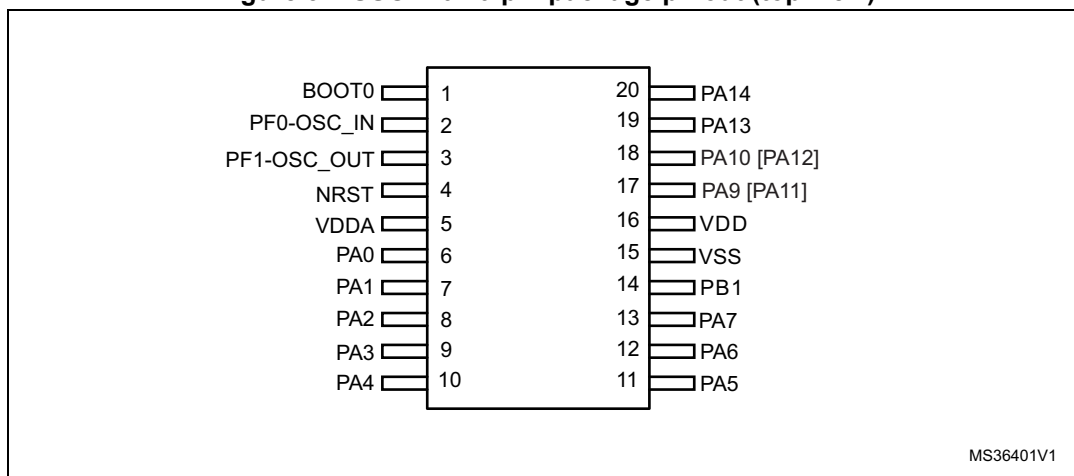 BOOT0 1 20 PA14
PF0-OSC_IN 2 19 PA13
PF1-OSC_OUT 3 18 PA10 [PA12]
NRST 4 17 PA9 [PA11]
VDDA 5 16 VDD
PA0 6 15 VSS
PA1 7 14 PB1
PA2 8 13 PA7
PA3 9 12 PA6
PA4 10 11 PA5
MS36401V1